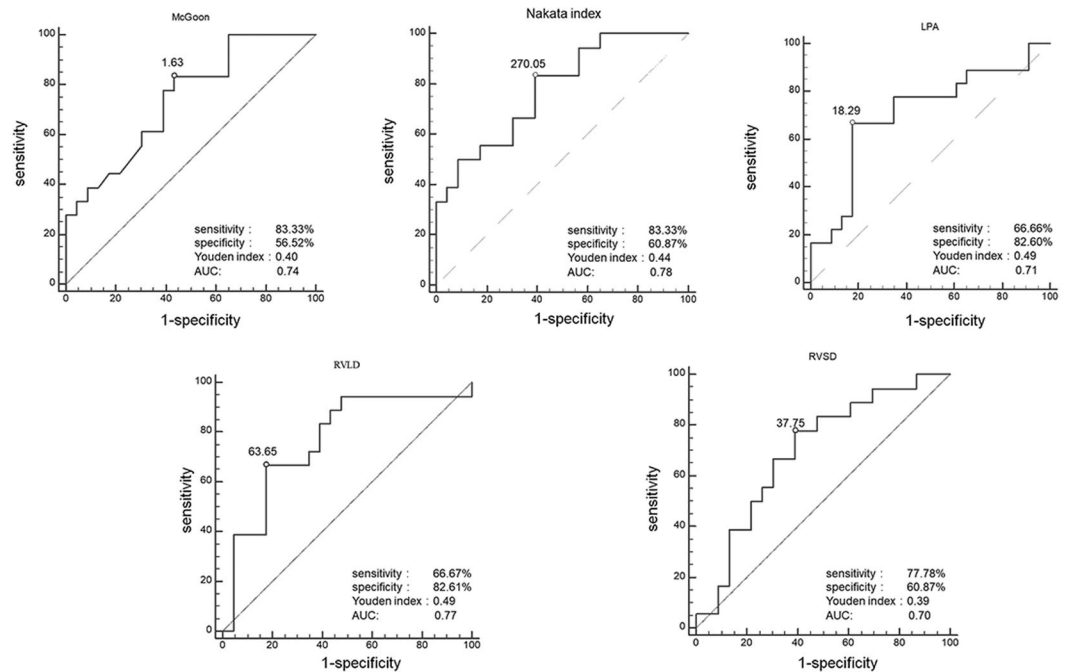 McGoon
100
80
60
40
20
0
sensitivity
1.63
sensitivity : 83.33%
specificity : 56.52%
Youden index : 0.40
AUC: 0.74
0 20 40 60 80 100
1-specificity
Nakata index
100
80
60
40
20
0
sensitivity
270.05
sensitivity : 83.33%
specificity : 60.87%
Youden index : 0.44
AUC: 0.78
0 20 40 60 80 100
1-specificity
LPA
100
80
60
40
20
0
sensitivity
18.29
sensitivity : 66.66%
specificity : 82.60%
Youden index : 0.49
AUC: 0.71
0 20 40 60 80 100
1-specificity
RVLD
100
80
60
40
20
0
sensitivity
63.65
sensitivity : 66.67%
specificity : 82.61%
Youden index : 0.49
AUC: 0.77
0 20 40 60 80 100
1-specificity
RVSD
100
80
60
40
20
0
sensitivity
37.75
sensitivity : 77.78%
specificity : 60.87%
Youden index : 0.39
AUC: 0.70
0 20 40 60 80 100
1-specificity